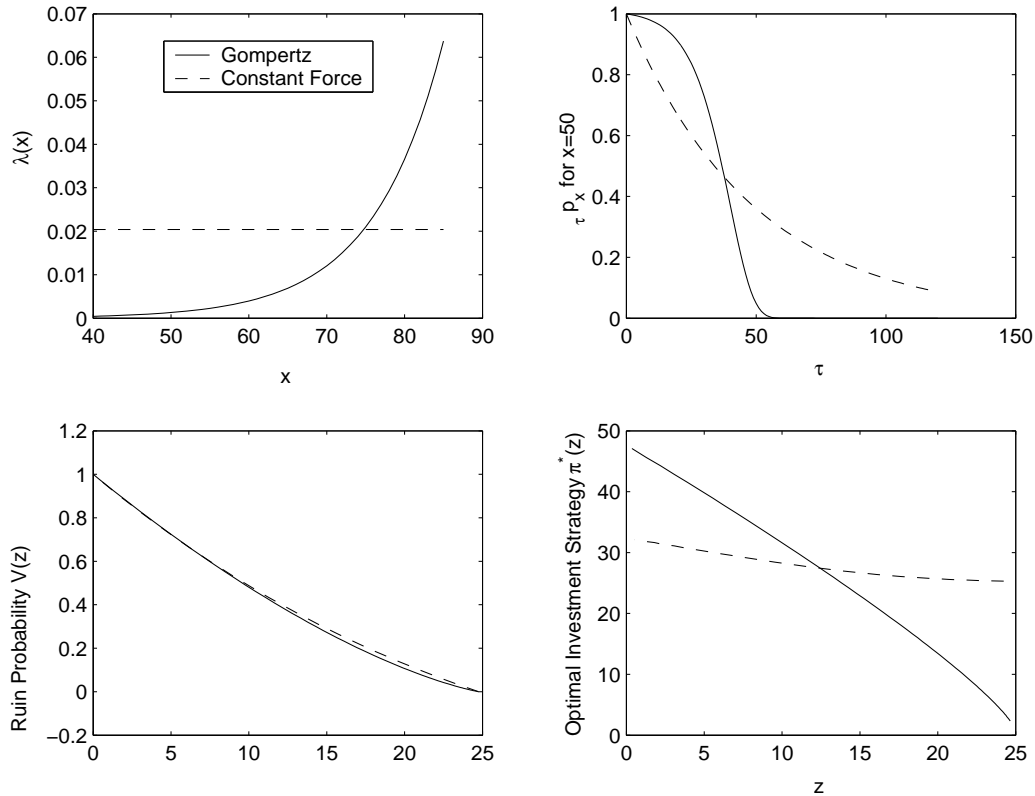 0.07
0.06
0.05
0.04
0.03
0.02
0.01
0
λ(x)
Gompertz
Constant Force
40 50 60 70 80 90
x
1
0.8
0.6
0.4
0.2
0
τ p x for x=50
0 50 100 150
τ
1.2
1
0.8
0.6
0.4
0.2
0
−0.2
Ruin Probability V(z)
0 5 10 15 20 25
50
40
30
20
10
0
Optimal Investment Strategy π*(z)
0 5 10 15 20 25
z